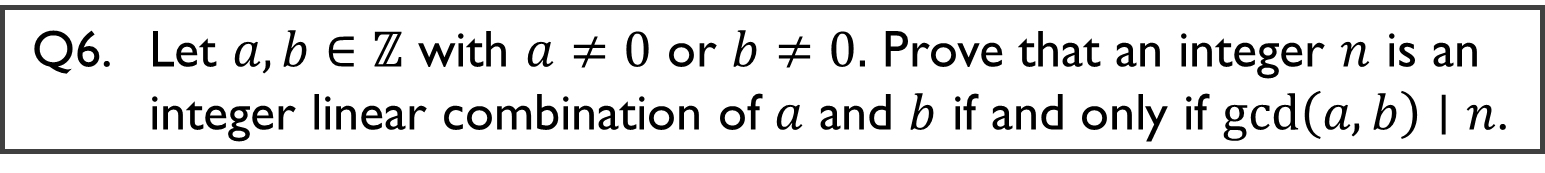 Q6. Let 𝑎, 𝑏 ∈ ℤ with 𝑎 ≠ 0 or 𝑏 ≠ 0. Prove that an integer 𝑛 is an
integer linear combination of 𝑎 and 𝑏 if and only if gcd(𝑎, 𝑏) | 𝑛.